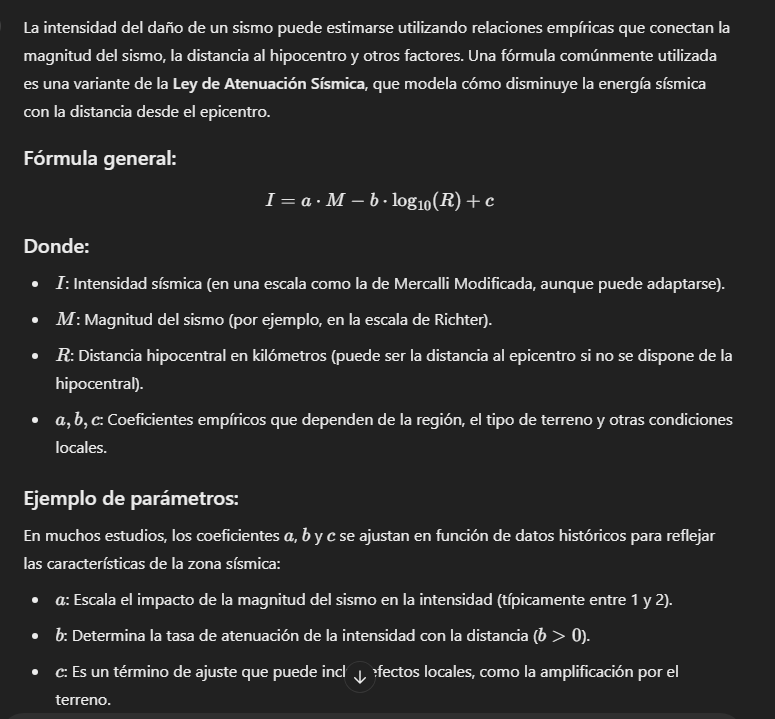 La intensidad del daño de un sismo puede estimarse utilizando relaciones empíricas que conectan la
magnitud del sismo, la distancia al hipocentro y otros factores. Una fórmula comúnmente utilizada
es una variante de la Ley de Atenuación Sísmica, que modela cómo disminuye la energía sísmica
con la distancia desde el epicentro.
Fórmula general:
I = a · M − b · log₁₀(R) + c
Donde:
• I: Intensidad sísmica (en una escala como la de Mercalli Modificada, aunque puede adaptarse).
• M: Magnitud del sismo (por ejemplo, en la escala de Richter).
• R: Distancia hipocentral en kilómetros (puede ser la distancia al epicentro si no se dispone de la
hipocentral).
• a, b, c: Coeficientes empíricos que dependen de la región, el tipo de terreno y otras condiciones
locales.
Ejemplo de parámetros:
En muchos estudios, los coeficientes a, b y c se ajustan en función de datos históricos para reflejar
las características de la zona sísmica:
• a: Escala el impacto de la magnitud del sismo en la intensidad (típicamente entre 1 y 2).
• b: Determina la tasa de atenuación de la intensidad con la distancia (b > 0).
• c: Es un término de ajuste que puede efectos locales, como la amplificación por el
terreno.